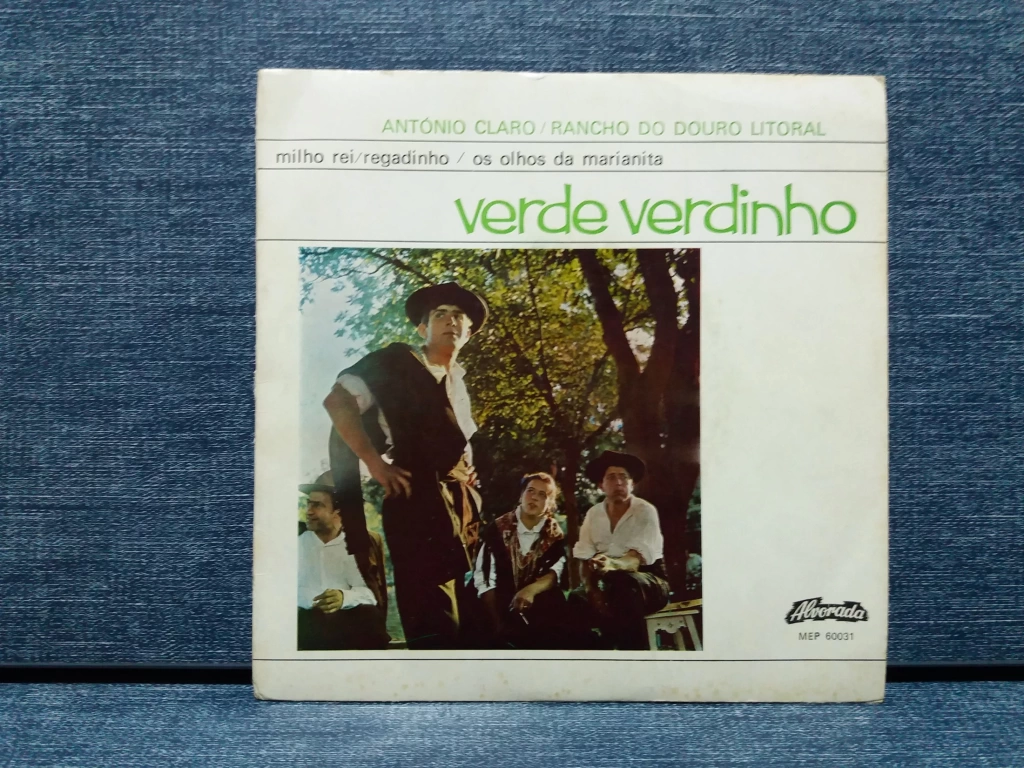 ANTÓNIO CLARO / RANCHO DO DOURO LITORAL
milho rei/regadinho / os olhos da marianita
verde verdinho
Alvorada
MEP 60031